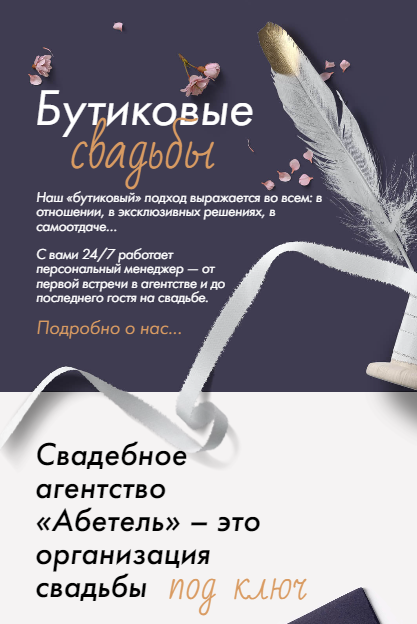 Бутиковые
свадьбы
Наш «бутиковый» подход выражается во всем: в
отношении, в эксклюзивных решениях, в
самоотдаче...
С вами 24/7 работает
персональный менеджер — от
первой встречи в агентстве и до
последнего гостя на свадьбе.
Подробно о нас...
Свадебное
агентство
«Абетель» – это
организация
свадьбы под ключ